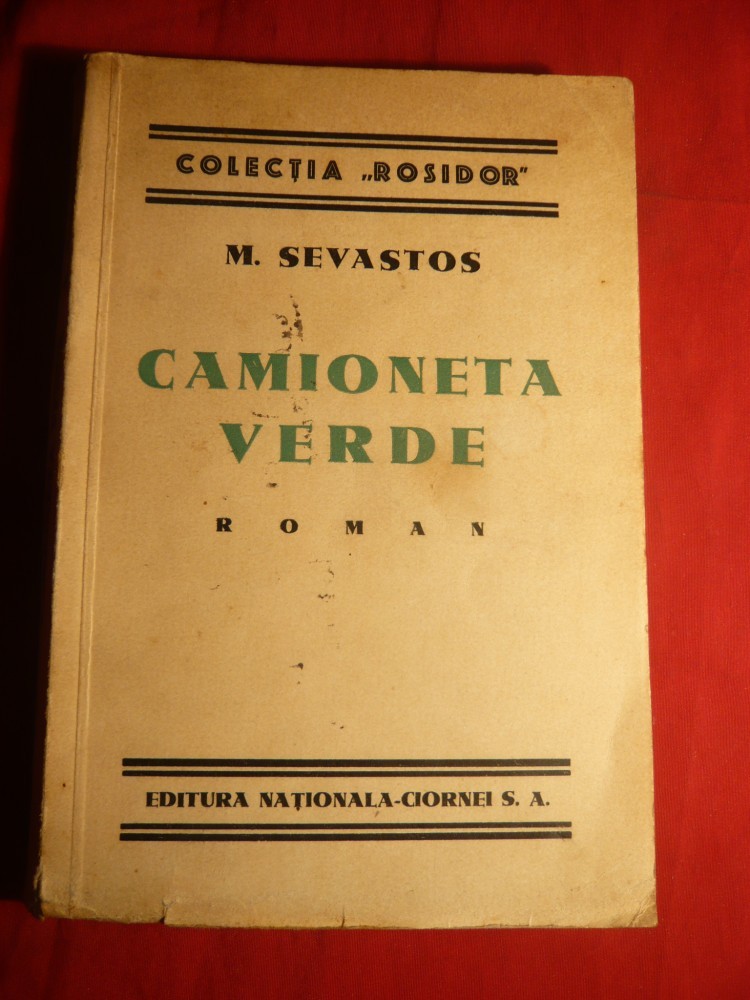 COLECȚIA „ROSIDOR”
M. SEVASTOS
CAMIONETA
VERDE
ROMAN
EDITURA NAȚIONALA-CIORNEI S. A.